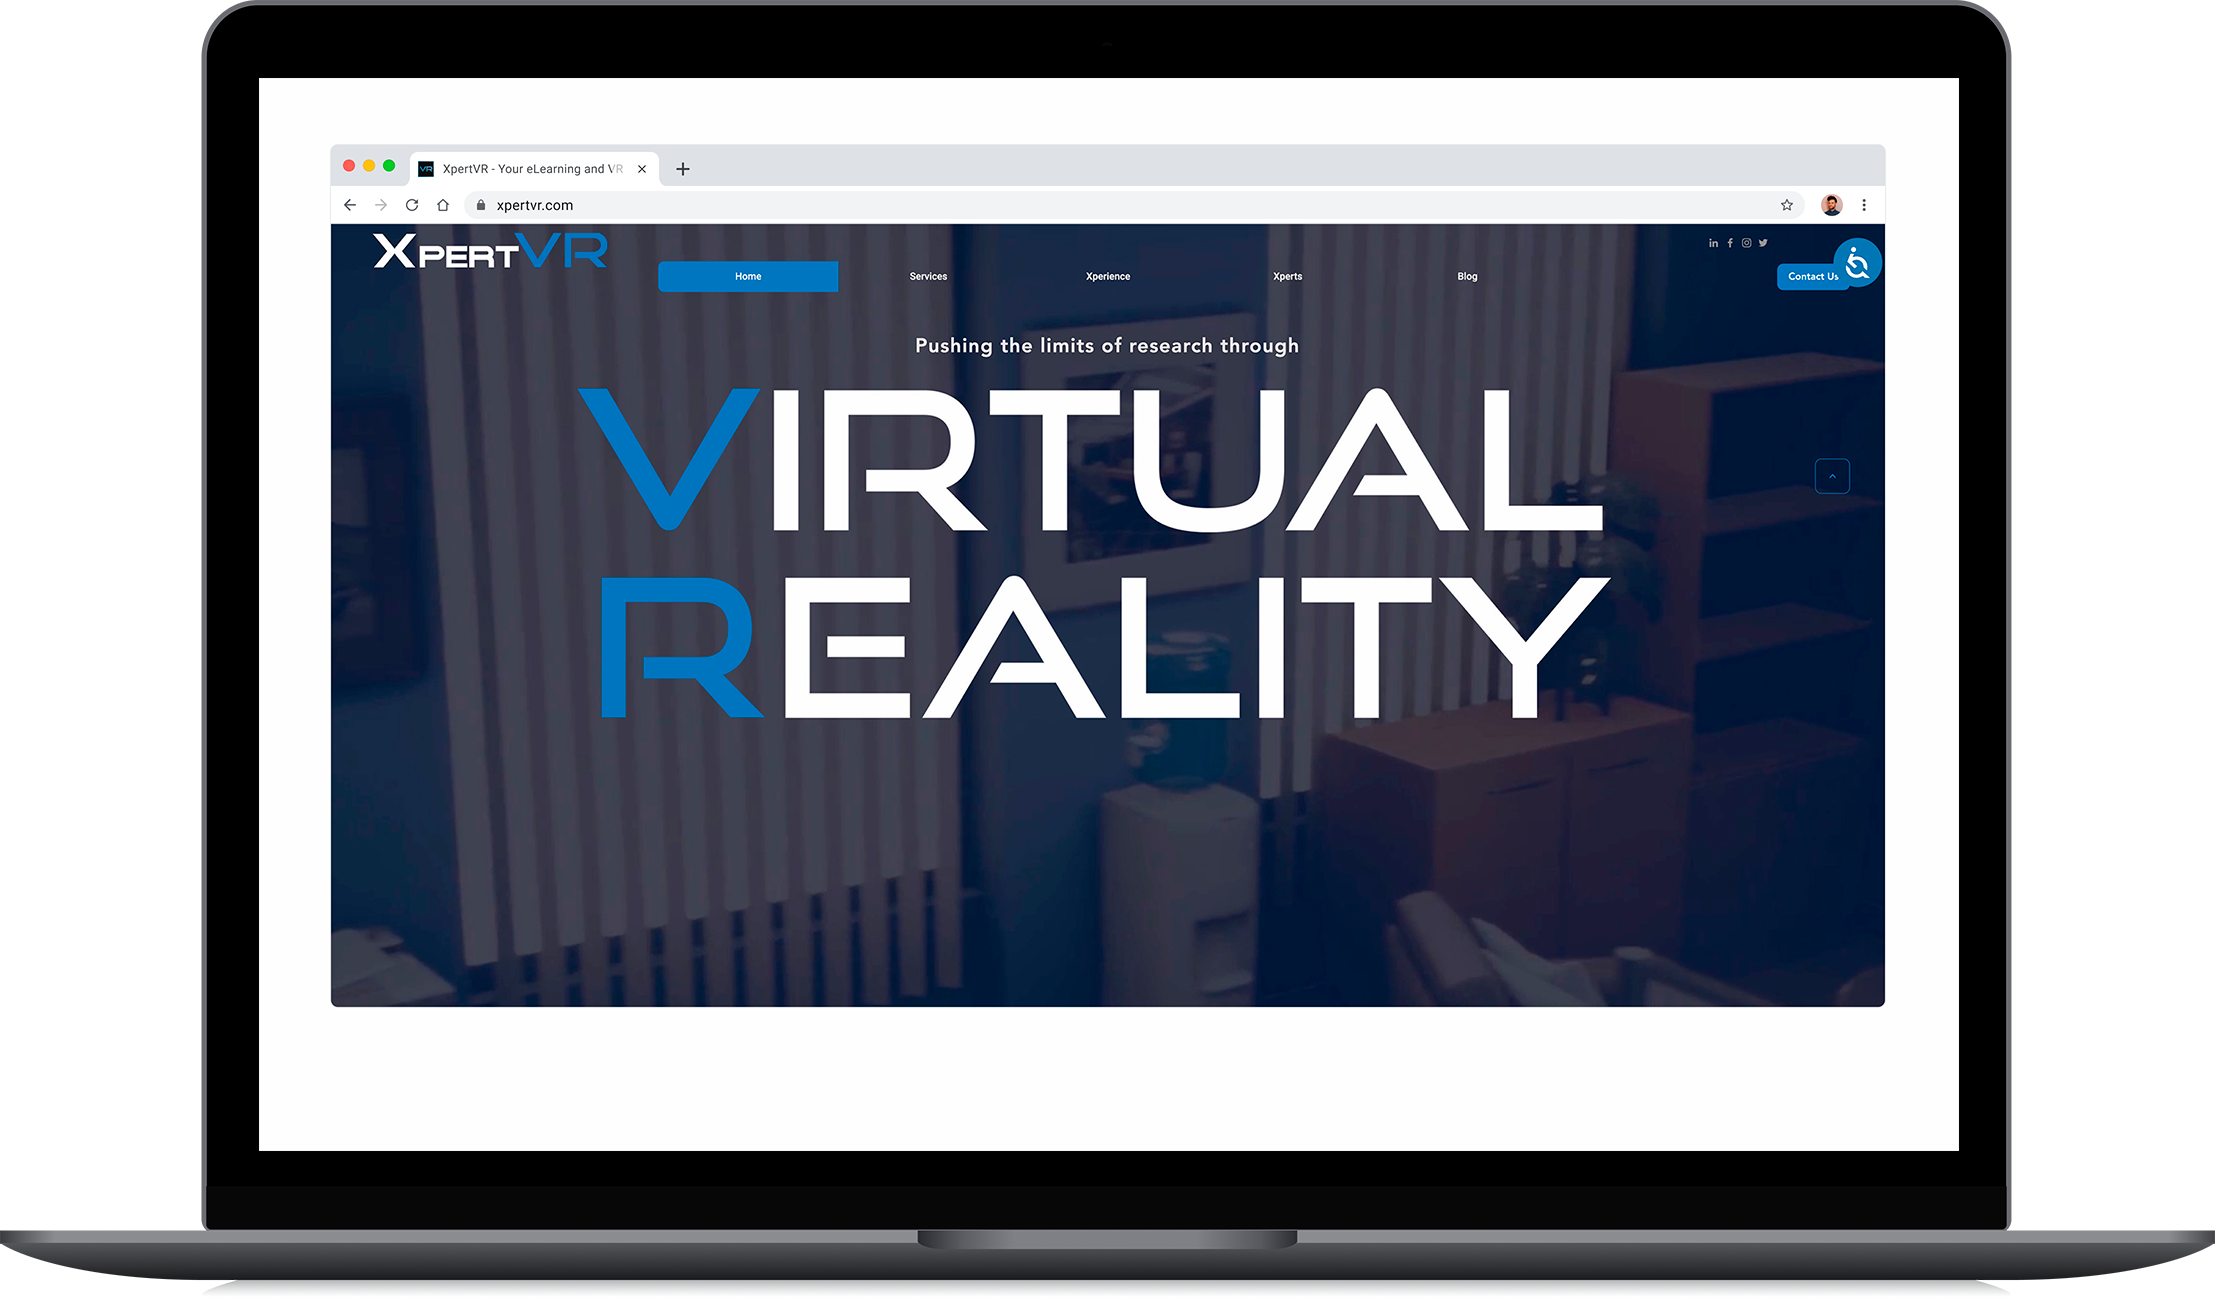 XpertVR - Your eLearning and VR
xpertvr.com
XPERTVR
Home Services Xperience Xperts Blog Contact Us
Pushing the limits of research through
VIRTUAL
REALITY